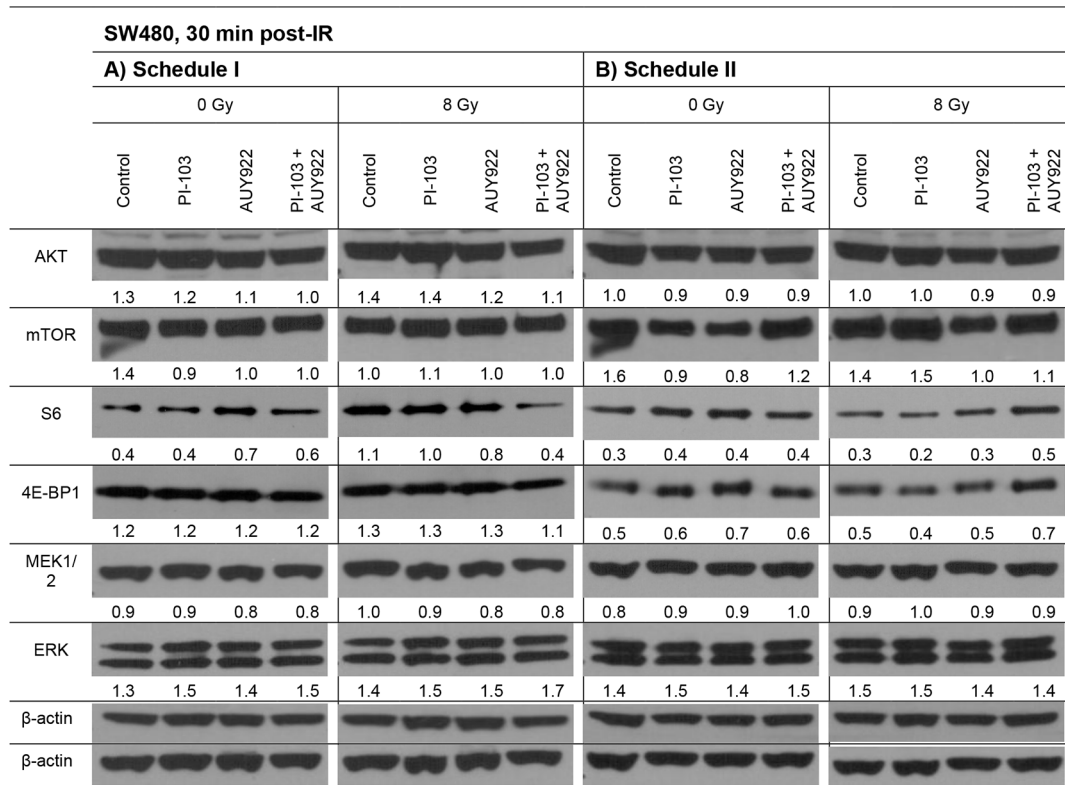 SW480, 30 min post-IR
A) Schedule I B) Schedule II
0 Gy 8 Gy 0 Gy 8 Gy
Control PI-103 AUY922 PI-103 + AUY922 Control PI-103 AUY922 PI-103 + AUY922 Control PI-103 AUY922 PI-103 + AUY922 Control PI-103 AUY922 PI-103 + AUY922
AKT
1.3 1.2 1.1 1.0 1.4 1.4 1.2 1.1 1.0 0.9 0.9 0.9 1.0 1.0 0.9 0.9
mTOR
1.4 0.9 1.0 1.0 1.0 1.1 1.0 1.0 1.6 0.9 0.8 1.2 1.4 1.5 1.0 1.1
S6
0.4 0.4 0.7 0.6 1.1 1.0 0.8 0.4 0.3 0.4 0.4 0.4 0.3 0.2 0.3 0.5
4E-BP1
1.2 1.2 1.2 1.2 1.3 1.3 1.3 1.1 0.5 0.6 0.7 0.6 0.5 0.4 0.5 0.7
MEK1/
2
0.9 0.9 0.8 0.8 1.0 0.9 0.8 0.8 0.8 0.9 0.9 1.0 0.9 1.0 0.9 0.9
ERK
1.3 1.5 1.4 1.5 1.4 1.5 1.5 1.7 1.4 1.5 1.4 1.5 1.5 1.5 1.4 1.4
β-actin
β-actin